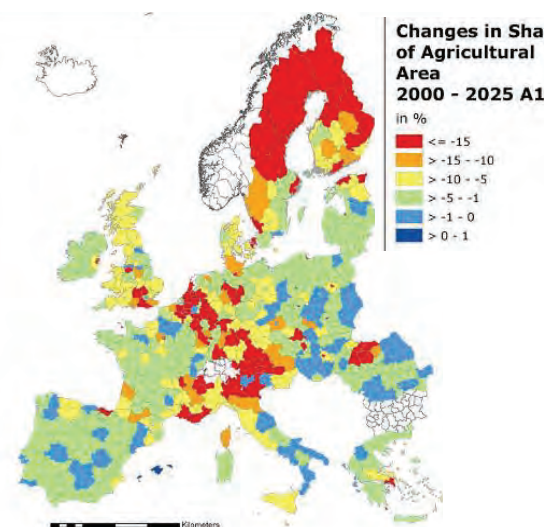 Changes in Sha
of Agricultural
Area
2000 - 2025 A1
in %
<= -15
> -15 - -10
> -10 - -5
> -5 - -1
> -1 - 0
> 0 - 1
Kilometers